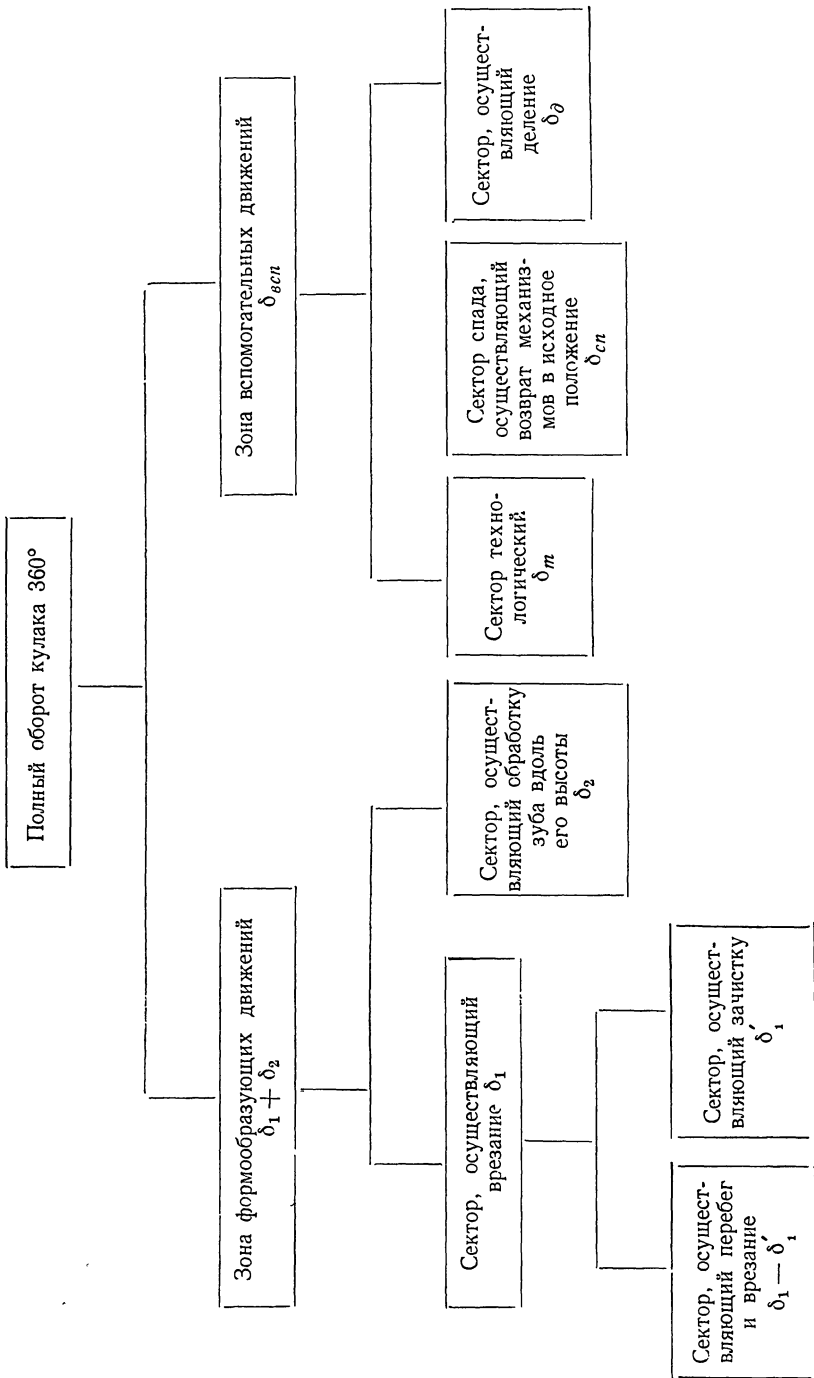 Полный оборот кулака 360°
Зона формообразующих движений
δ₁ + δ₂
Зона вспомогательных движений
δвсп
Сектор, осуществляющий
врезание δ₁
Сектор, осущест-
вляющий обработку
зуба вдоль
его высоты
δ₂
Сектор техно-
логический
δт
Сектор спада,
осуществляющий
возврат механиз-
мов в исходное
положение
δсп
Сектор, осущест-
вляющий
деление
δд
Сектор, осущест-
вляющий перебег
и врезание
δ₁ — δ′₁
Сектор, осущест-
вляющий зачистку
δ′₁